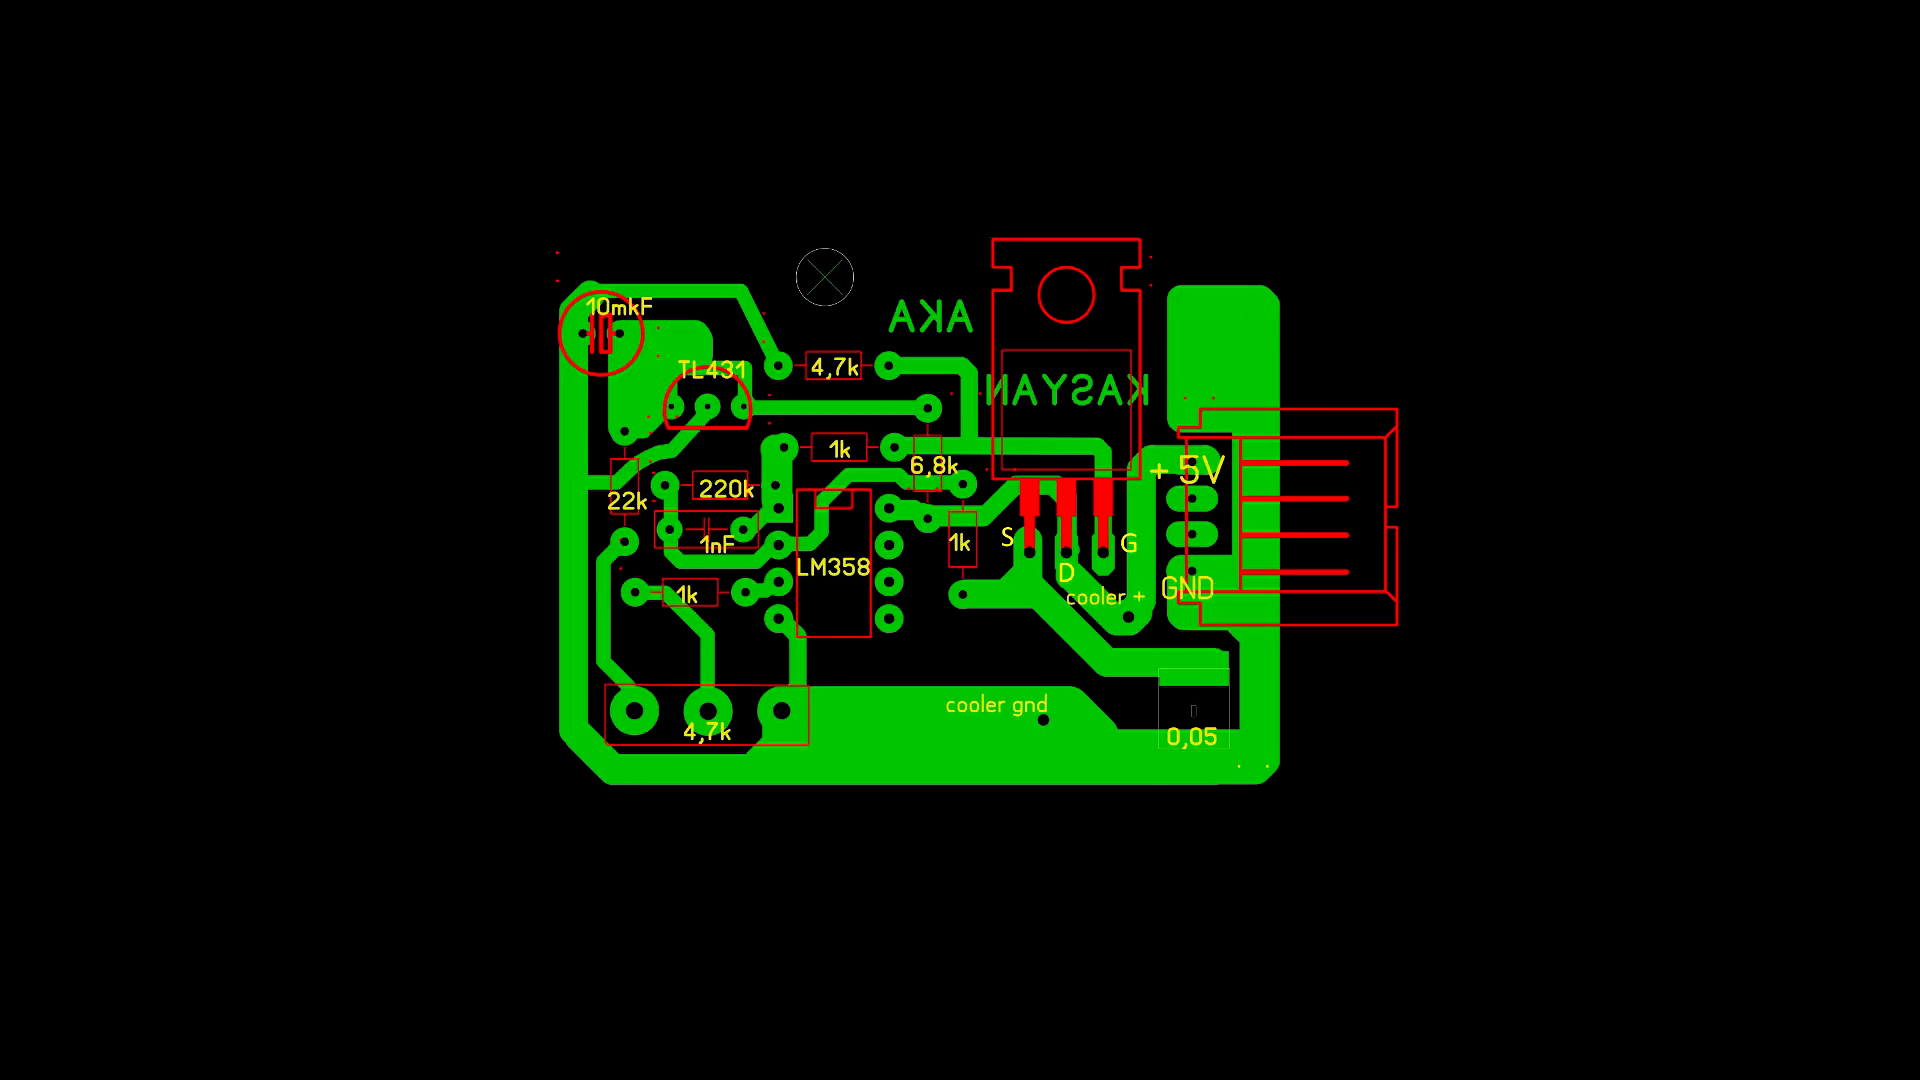 10mkF
AKA
TL431
4,7k
KASYAN
1k
6,8k
+ 5V
220k
22k
1nF
1k
S
G
LM358
D
GND
1k
cooler +
cooler gnd
4,7k
0,05